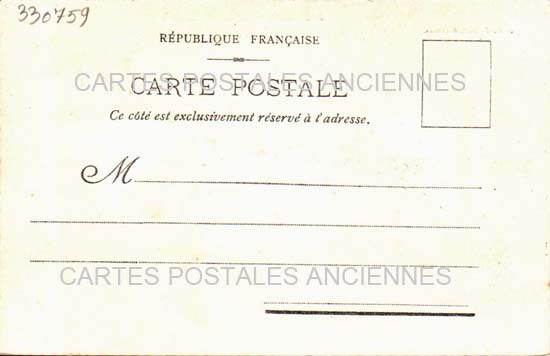 330759
RÉPUBLIQUE FRANÇAISE
CARTES POSTALES ANCIENNES
CARTE POSTALE
Ce côté est exclusivement réservé à l'adresse.
M
CARTES POSTALES ANCIENNES